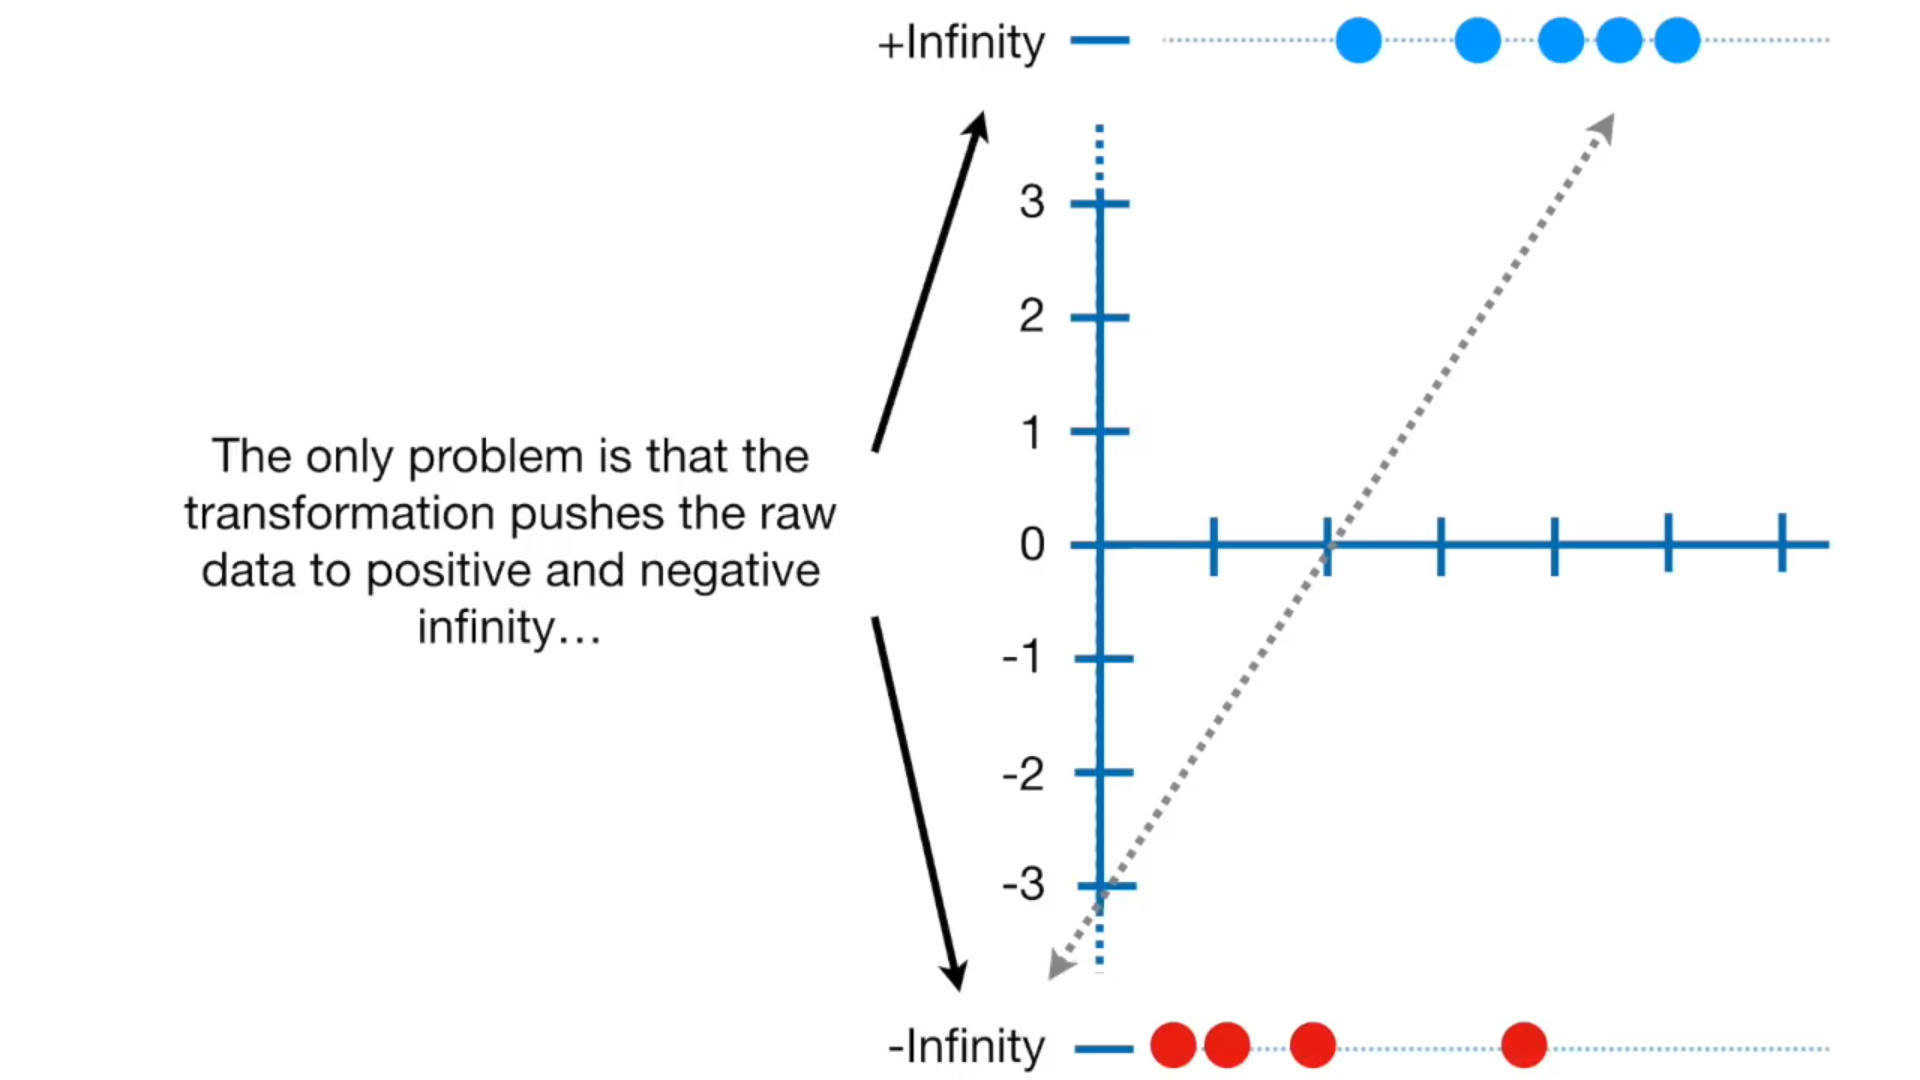 +Infinity
3
2
1
0
-1
-2
-3
-Infinity
The only problem is that the
transformation pushes the raw
data to positive and negative
infinity…